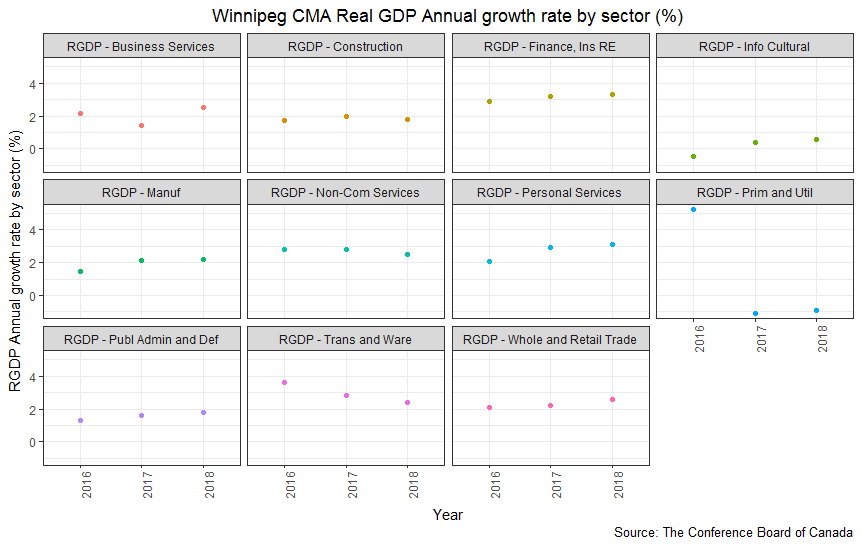 Winnipeg CMA Real GDP Annual growth rate by sector (%)
RGDP - Business Services
RGDP - Construction
RGDP - Finance, Ins RE
RGDP - Info Cultural
4
2
0
RGDP - Manuf
RGDP - Non-Com Services
RGDP - Personal Services
RGDP - Prim and Util
4
2
0
2016
2017
2018
RGDP - Publ Admin and Def
RGDP - Trans and Ware
RGDP - Whole and Retail Trade
4
2
0
2016
2017
2018
2016
2017
2018
2016
2017
2018
RGDP Annual growth rate by sector (%)
Year
Source: The Conference Board of Canada